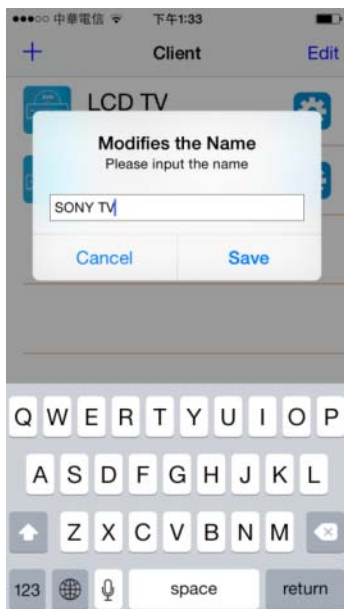 中華電信 下午1:33
+ Client Edit
LCD TV
Modifies the Name
Please input the name
SONY TV
Cancel Save
Q W E R T Y U I O P
A S D F G H J K L
Z X C V B N M
123 space return